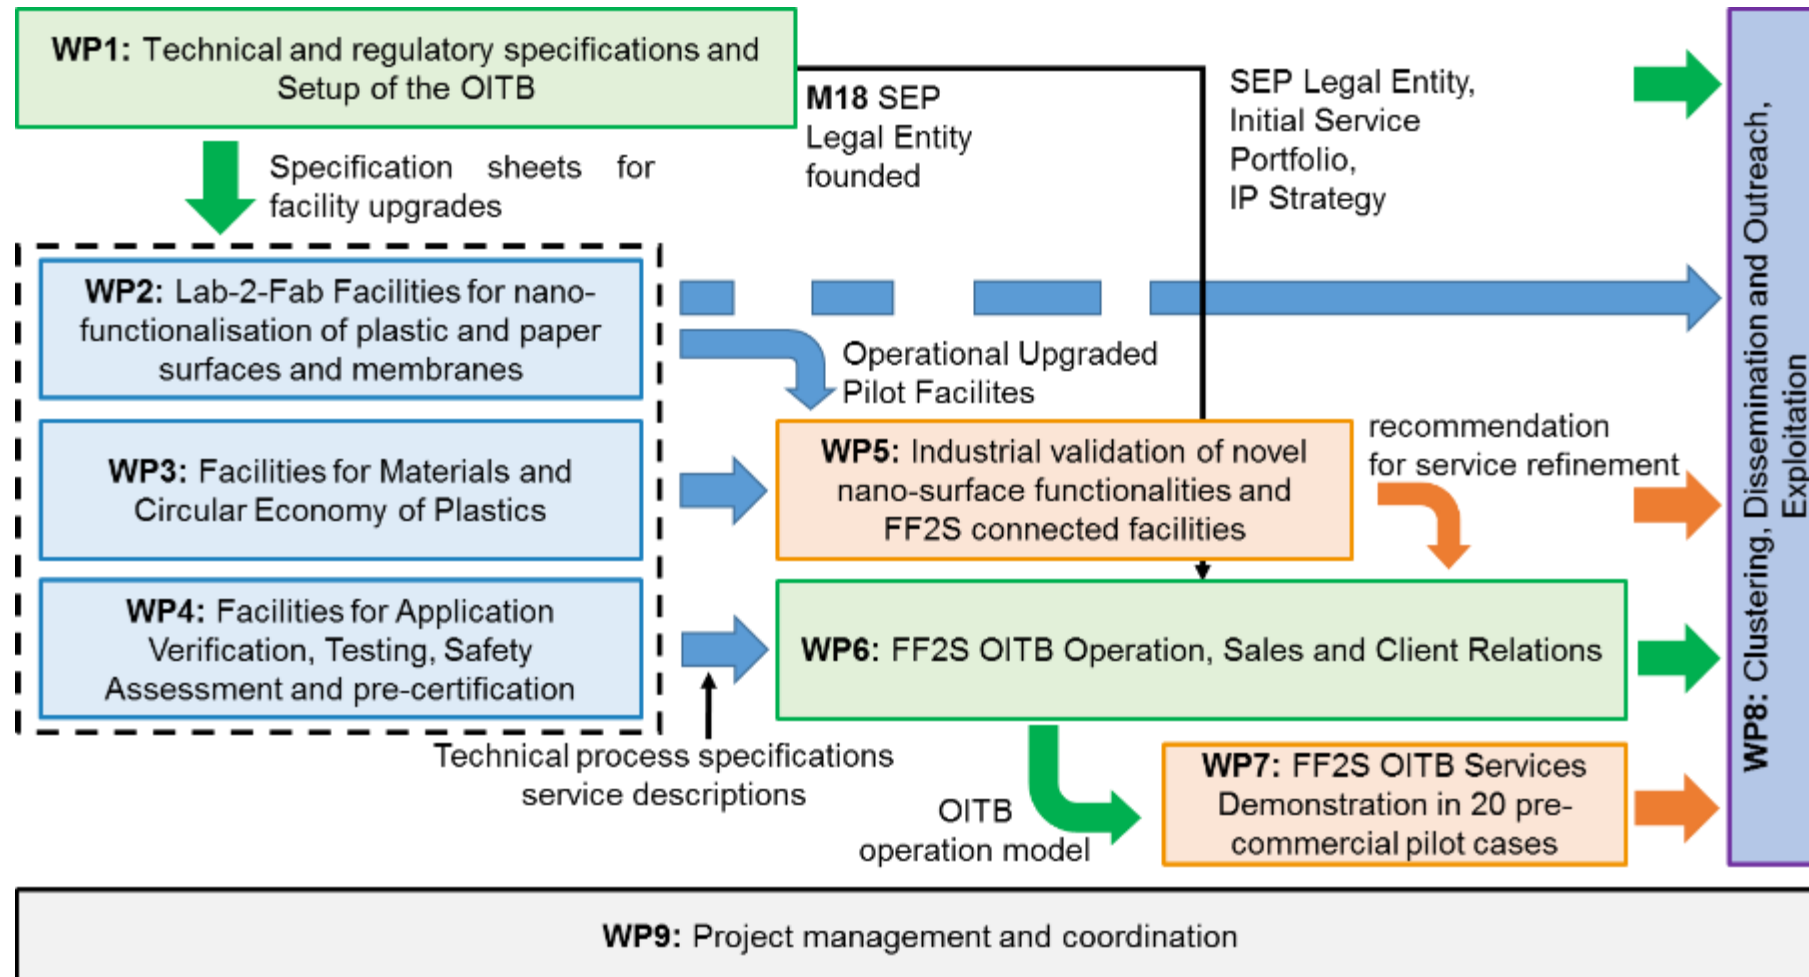 WP1: Technical and regulatory specifications and
Setup of the OITB
M18 SEP
Legal Entity
founded
SEP Legal Entity,
Initial Service
Portfolio,
IP Strategy
Specification sheets for
facility upgrades
WP2: Lab-2-Fab Facilities for nano-
functionalisation of plastic and paper
surfaces and membranes
Operational Upgraded
Pilot Facilites
WP3: Facilities for Materials and
Circular Economy of Plastics
WP5: Industrial validation of novel
nano-surface functionalities and
FF2S connected facilities
recommendation
for service refinement
WP4: Facilities for Application
Verification, Testing, Safety
Assessment and pre-certification
WP6: FF2S OITB Operation, Sales and Client Relations
Technical process specifications
service descriptions
OITB
operation model
WP7: FF2S OITB Services
Demonstration in 20 pre-
commercial pilot cases
WP8: Clustering, Dissemination and Outreach,
Exploitation
WP9: Project management and coordination